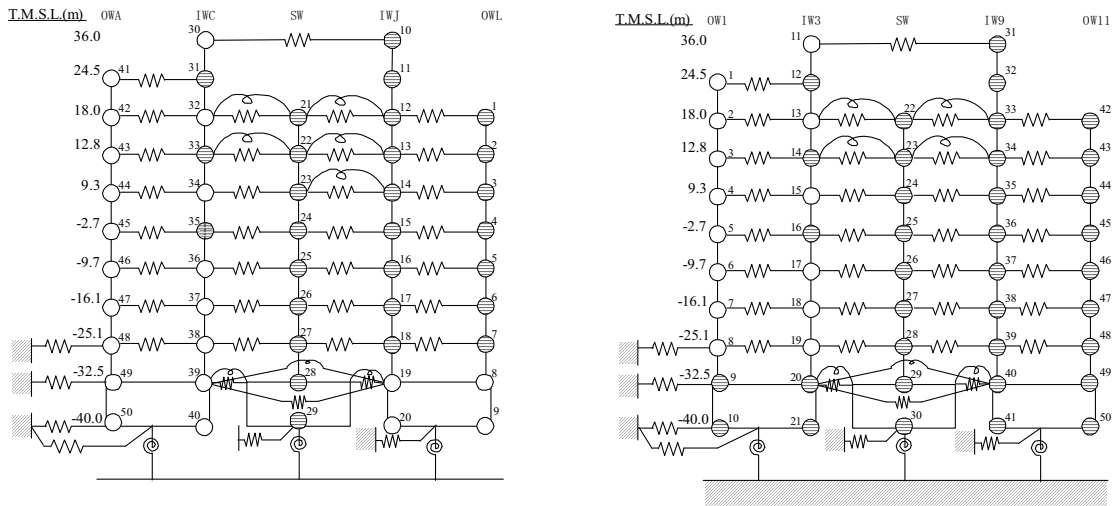 T.M.S.L.(m) OWA IWC SW IWJ OWL
36.0 30 10
24.5 41 31 11
18.0 42 32 21 12 1
12.8 43 33 22 13 2
9.3 44 34 23 14 3
-2.7 45 35 24 15 4
-9.7 46 36 25 16 5
-16.1 47 37 26 17 6
-25.1 48 38 27 18 7
-32.5 49 39 28 19 8
-40.0 50 40 29 20 9
T.M.S.L.(m) OW1 IW3 SW IW9 OW11
36.0 11 31
24.5 1 12 32
18.0 2 13 22 33 42
12.8 3 14 23 34 43
9.3 4 15 24 35 44
-2.7 5 16 25 36 45
-9.7 6 17 26 37 46
-16.1 7 18 27 38 47
-25.1 8 19 28 39 48
-32.5 9 20 29 40 49
-40.0 10 21 30 41 50